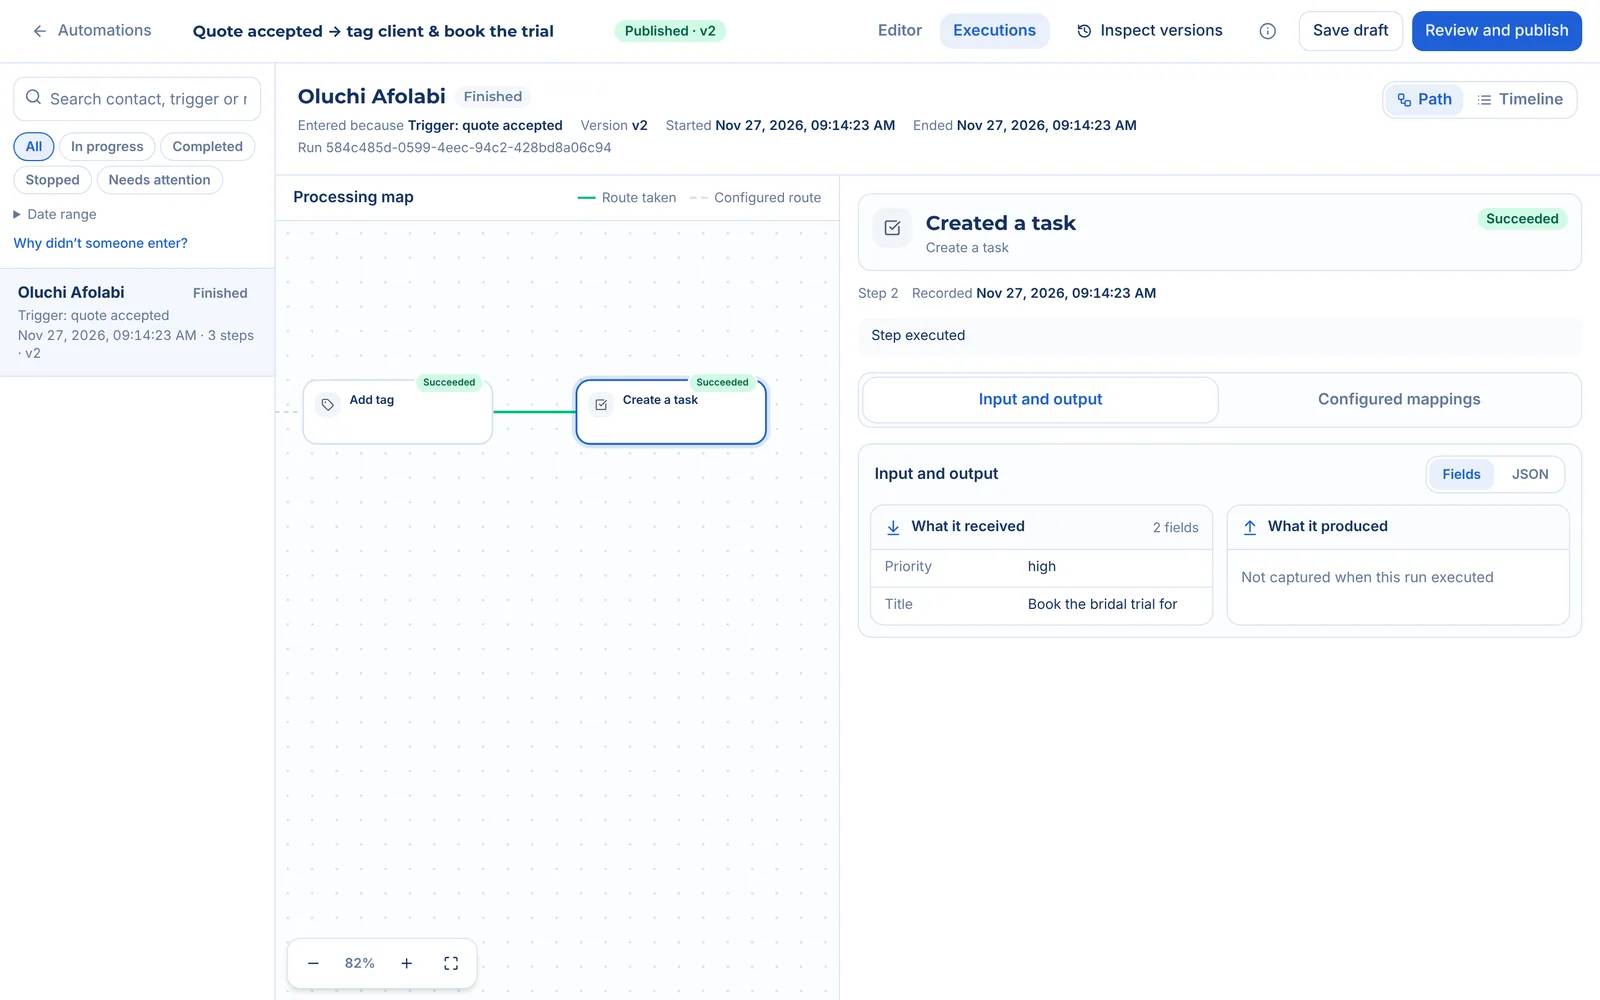 Automations
Quote accepted → tag client & book the trial
Published · v2
Editor
Executions
Inspect versions
Save draft
Review and publish
Search contact, trigger or r
All
In progress
Completed
Stopped
Needs attention
Date range
Why didn’t someone enter?
Oluchi Afolabi
Finished
Trigger: quote accepted
Nov 27, 2026, 09:14:23 AM · 3 steps
· v2
Oluchi Afolabi
Finished
Entered because Trigger: quote accepted Version v2 Started Nov 27, 2026, 09:14:23 AM Ended Nov 27, 2026, 09:14:23 AM
Run 584c485d-0599-4eec-94c2-428bd8a06c94
Path
Timeline
Processing map
Route taken
Configured route
Succeeded
Add tag
Succeeded
Create a task
82%
Created a task
Create a task
Succeeded
Step 2 Recorded Nov 27, 2026, 09:14:23 AM
Step executed
Input and output
Configured mappings
Input and output
Fields
JSON
What it received
2 fields
Priority high
Title Book the bridal trial for
What it produced
Not captured when this run executed